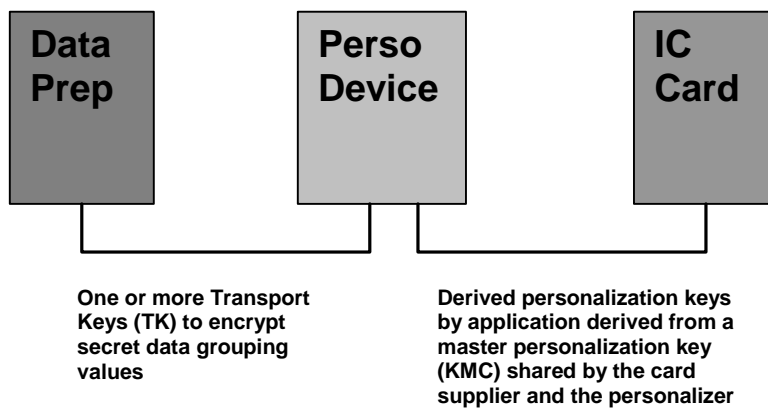 Data
Prep
Perso
Device
IC
Card
One or more Transport
Keys (TK) to encrypt
secret data grouping
values
Derived personalization keys
by application derived from a
master personalization key
(KMC) shared by the card
supplier and the personalizer